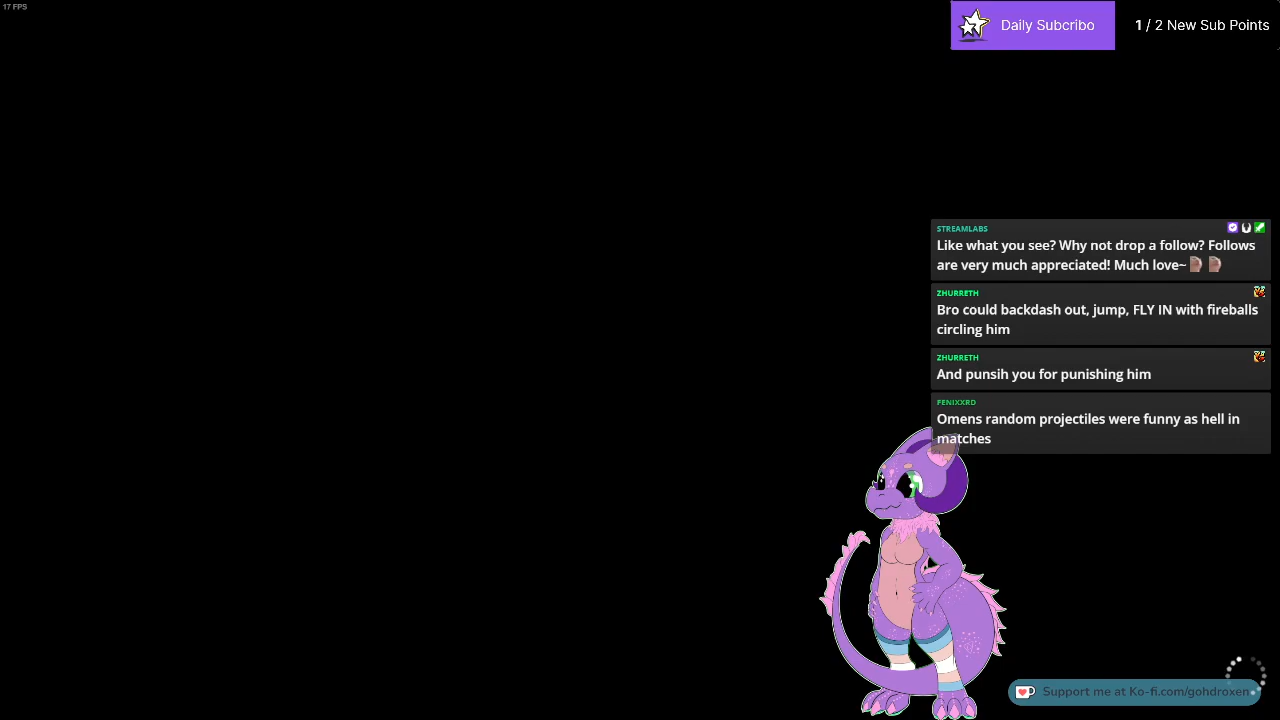 17 FPS
Daily Subcribo
1 / 2 New Sub Points
STREAMLABS
Like what you see? Why not drop a follow? Follows
are very much appreciated! Much love~
ZHURRETH
Bro could backdash out, jump, FLY IN with fireballs
circling him
ZHURRETH
And punsih you for punishing him
FENIXXRD
Omens random projectiles were funny as hell in
matches
Support me at Ko-fi.com/gohdroxen